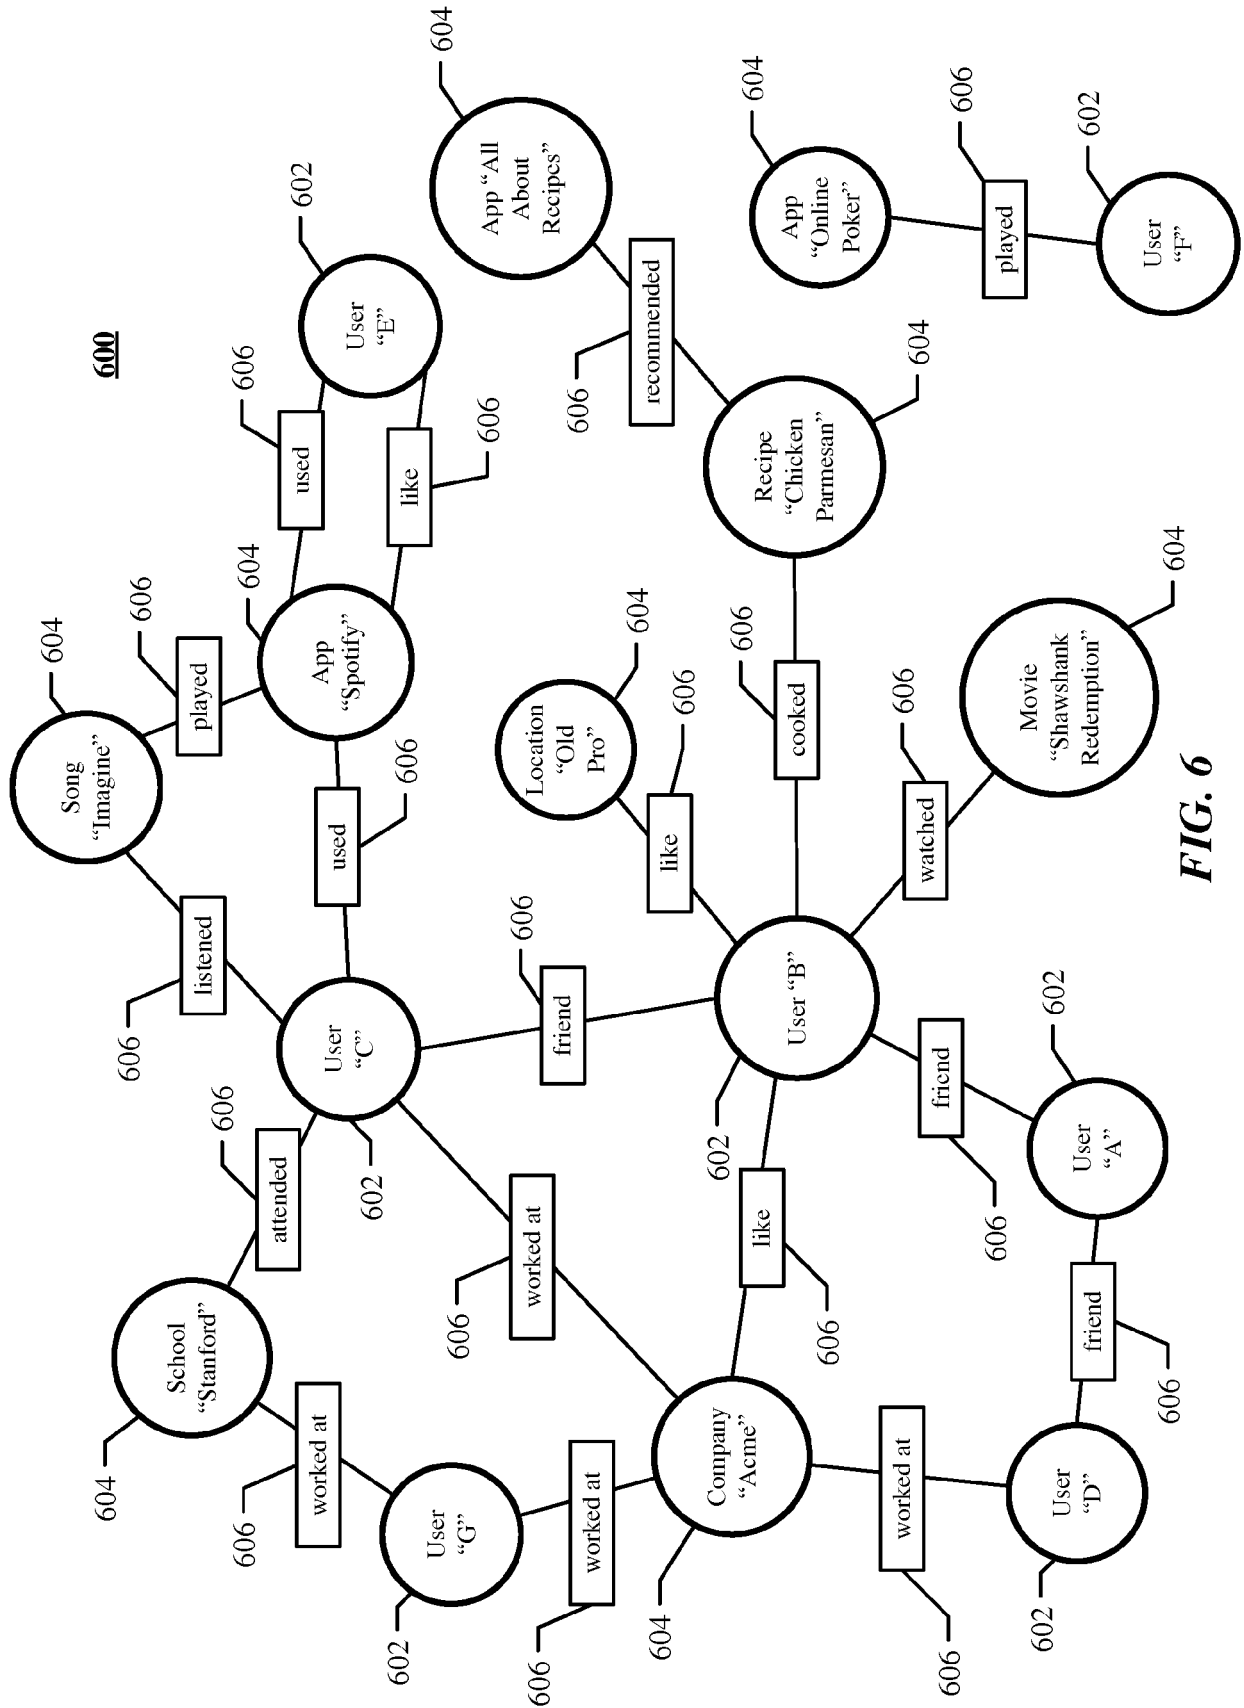 600
604
Song
“Imagine”
604
606
606
606
listened
played
School
“Stanford”
606
attended
606
604
606
602
worked at
used
User
“C”
used
App
“Spotify”
User
“E”
602
602
606
like
606
604
User
“G”
606
606
worked at
606
friend
App “All
About
Recipes”
606
worked at
606
Location
“Old
Pro”
604
606
recommended
604
like
606
Company
“Acme”
602
606
604
like
606
User “B”
cooked
Recipe
“Chicken
Parmesan”
App
“Online
Poker”
606
worked at
606
604
606
friend
606
watched
606
played
602
602
User
“D”
friend
User
“A”
602
Movie
“Shawshank
Redemption”
604
User
“F”
606
FIG. 6